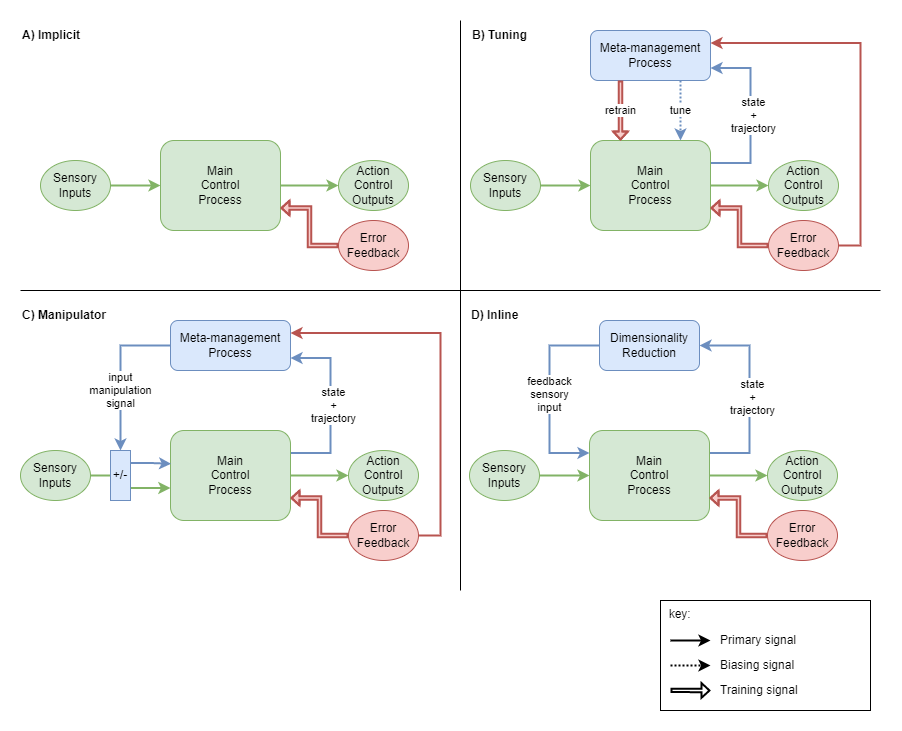 A) Implicit
Sensory
Inputs
Main
Control
Process
Action
Control
Outputs
Error
Feedback
B) Tuning
Meta-management
Process
retrain
tune
state
+
trajectory
Sensory
Inputs
Main
Control
Process
Action
Control
Outputs
Error
Feedback
C) Manipulator
Meta-management
Process
input
manipulation
signal
state
+
trajectory
Sensory
Inputs
+/-
Main
Control
Process
Action
Control
Outputs
Error
Feedback
D) Inline
Dimensionality
Reduction
feedback
sensory
input
state
+
trajectory
Sensory
Inputs
Main
Control
Process
Action
Control
Outputs
Error
Feedback
key:
Primary signal
Biasing signal
Training signal